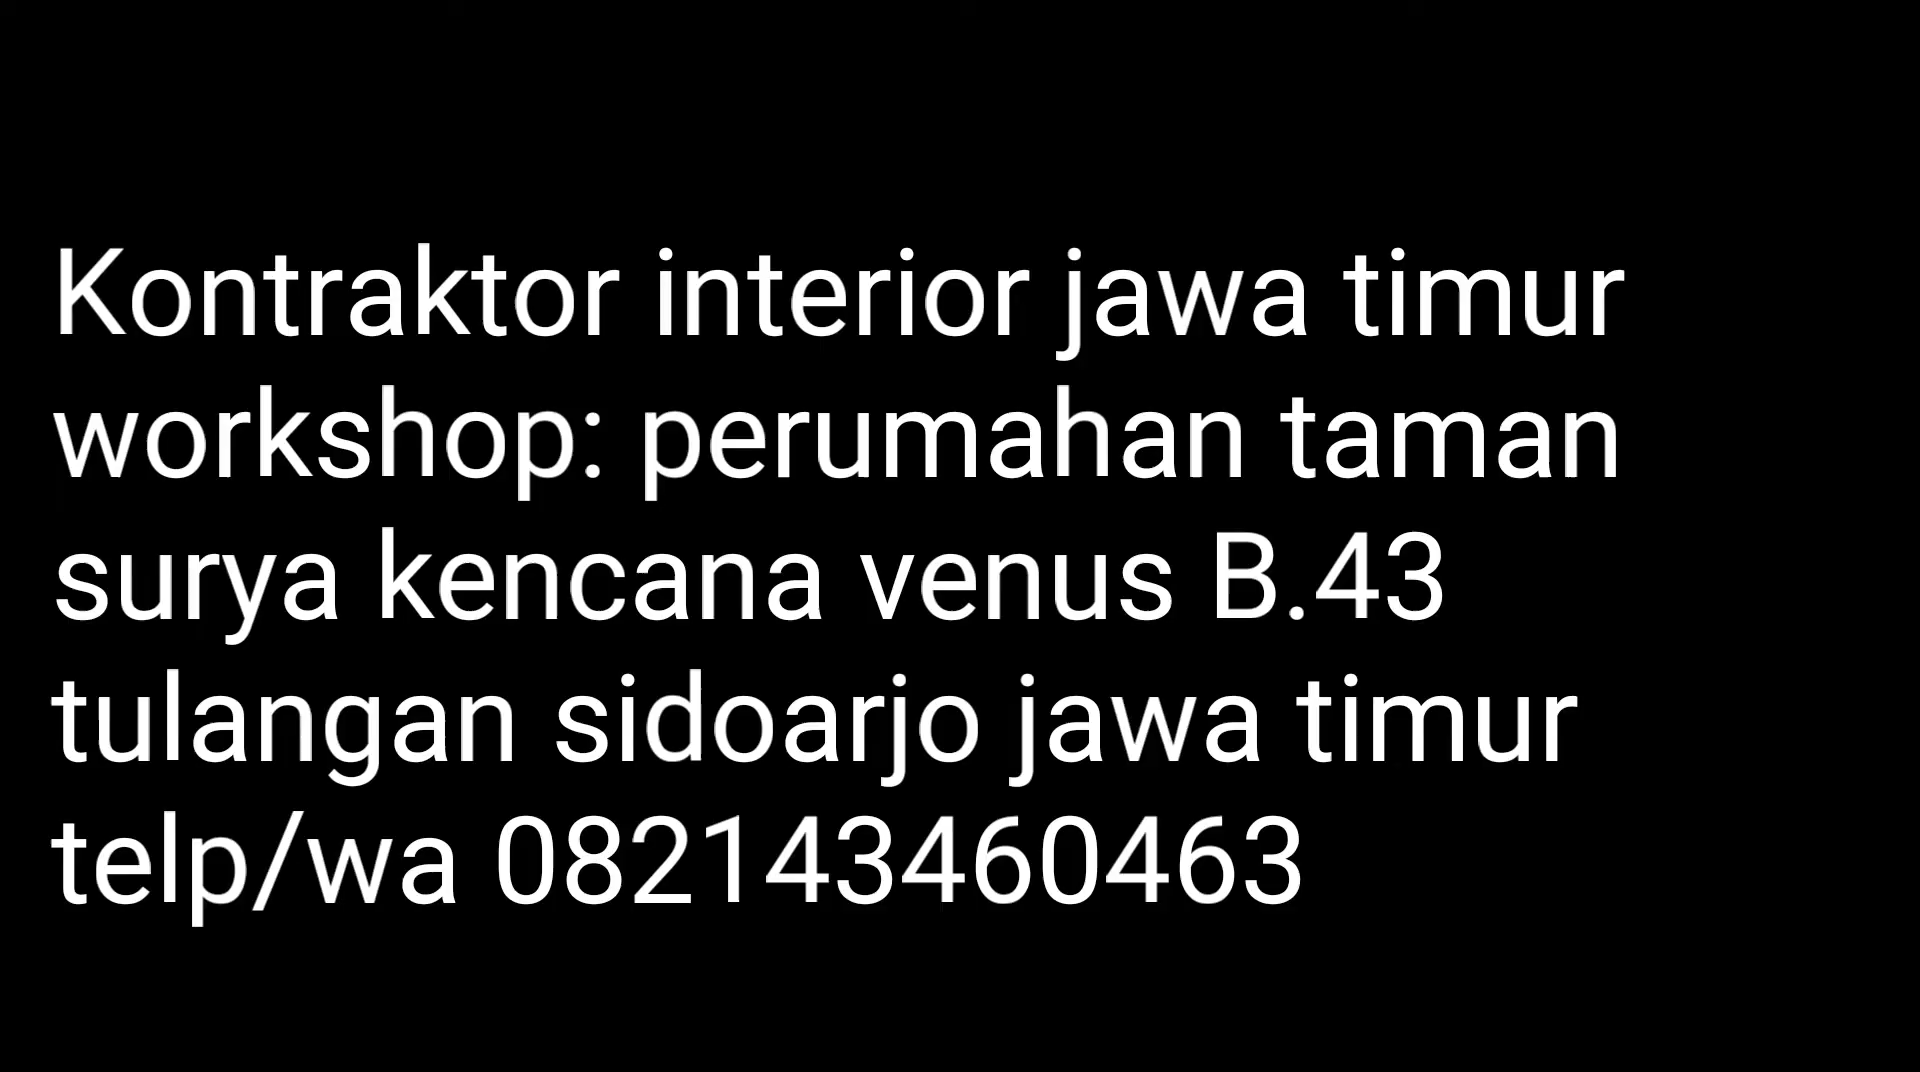 Kontraktor interior jawa timur
workshop: perumahan taman
surya kencana venus B.43
tulangan sidoarjo jawa timur
telp/wa 082143460463